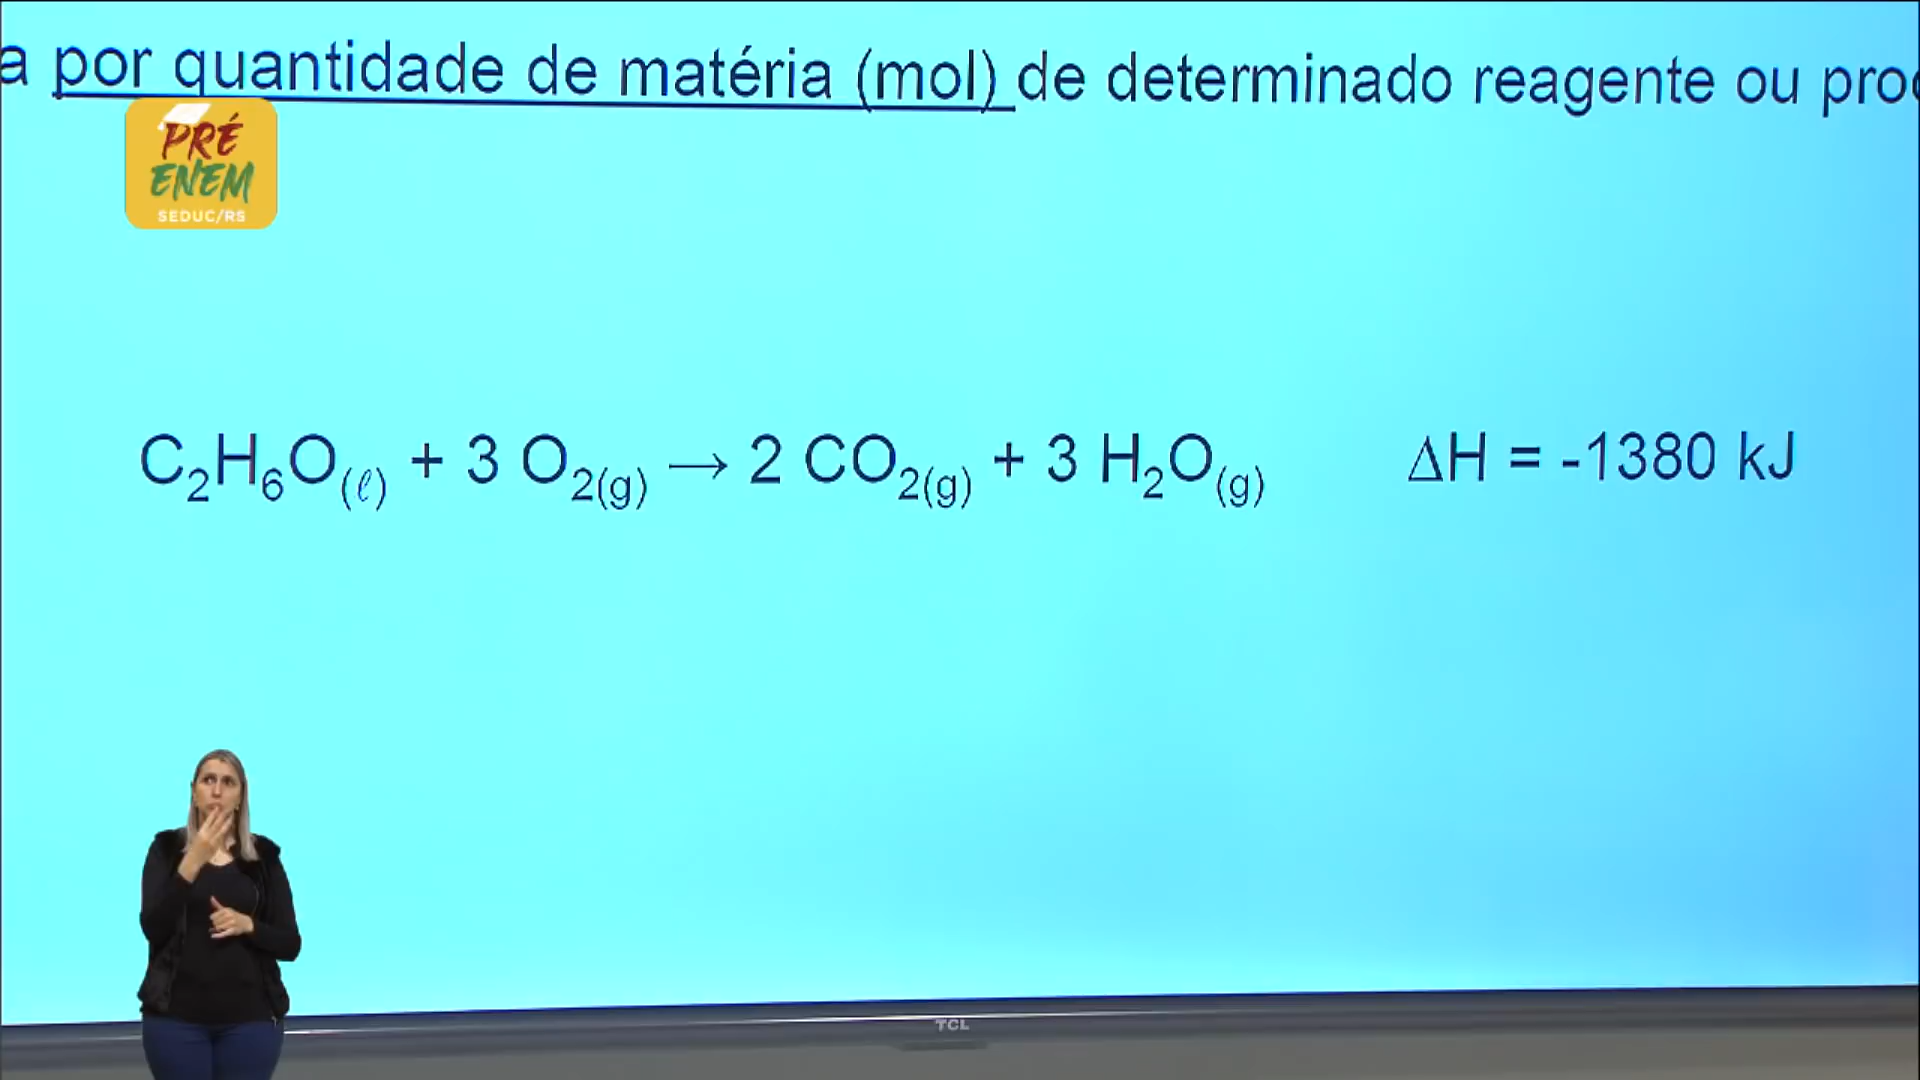 a por quantidade de matéria (mol) de determinado reagente ou
PRÉ
ENEM
SEDUC/RS
C₂H₆O₍ℓ₎ + 3 O₂₍g₎ → 2 CO₂₍g₎ + 3 H₂O₍g₎ ΔH = -1380 kJ
TCL